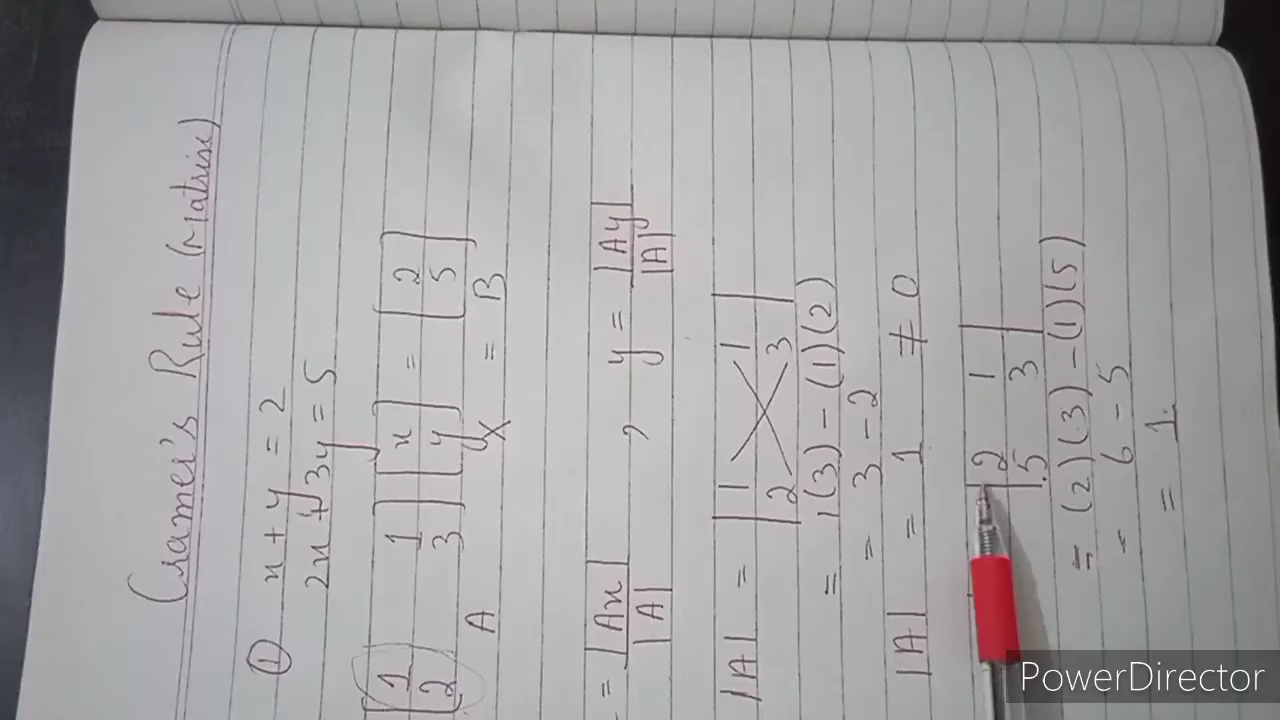 Cramer's Rule (Matrix)
① x + y = 2
2x + 3y = 5
[1 1 [x = [2
2 3] y] 5]
A X = B
= |Ax| / |A| , y = |Ay| / |A|
|A| = |1 1|
|2 3|
= 1(3) - (1)(2)
= 3 - 2
|A| = 1 ≠ 0
|2 1|
|5 3|
= (2)(3) - (1)(5)
= 6 - 5
= 1.
PowerDirector